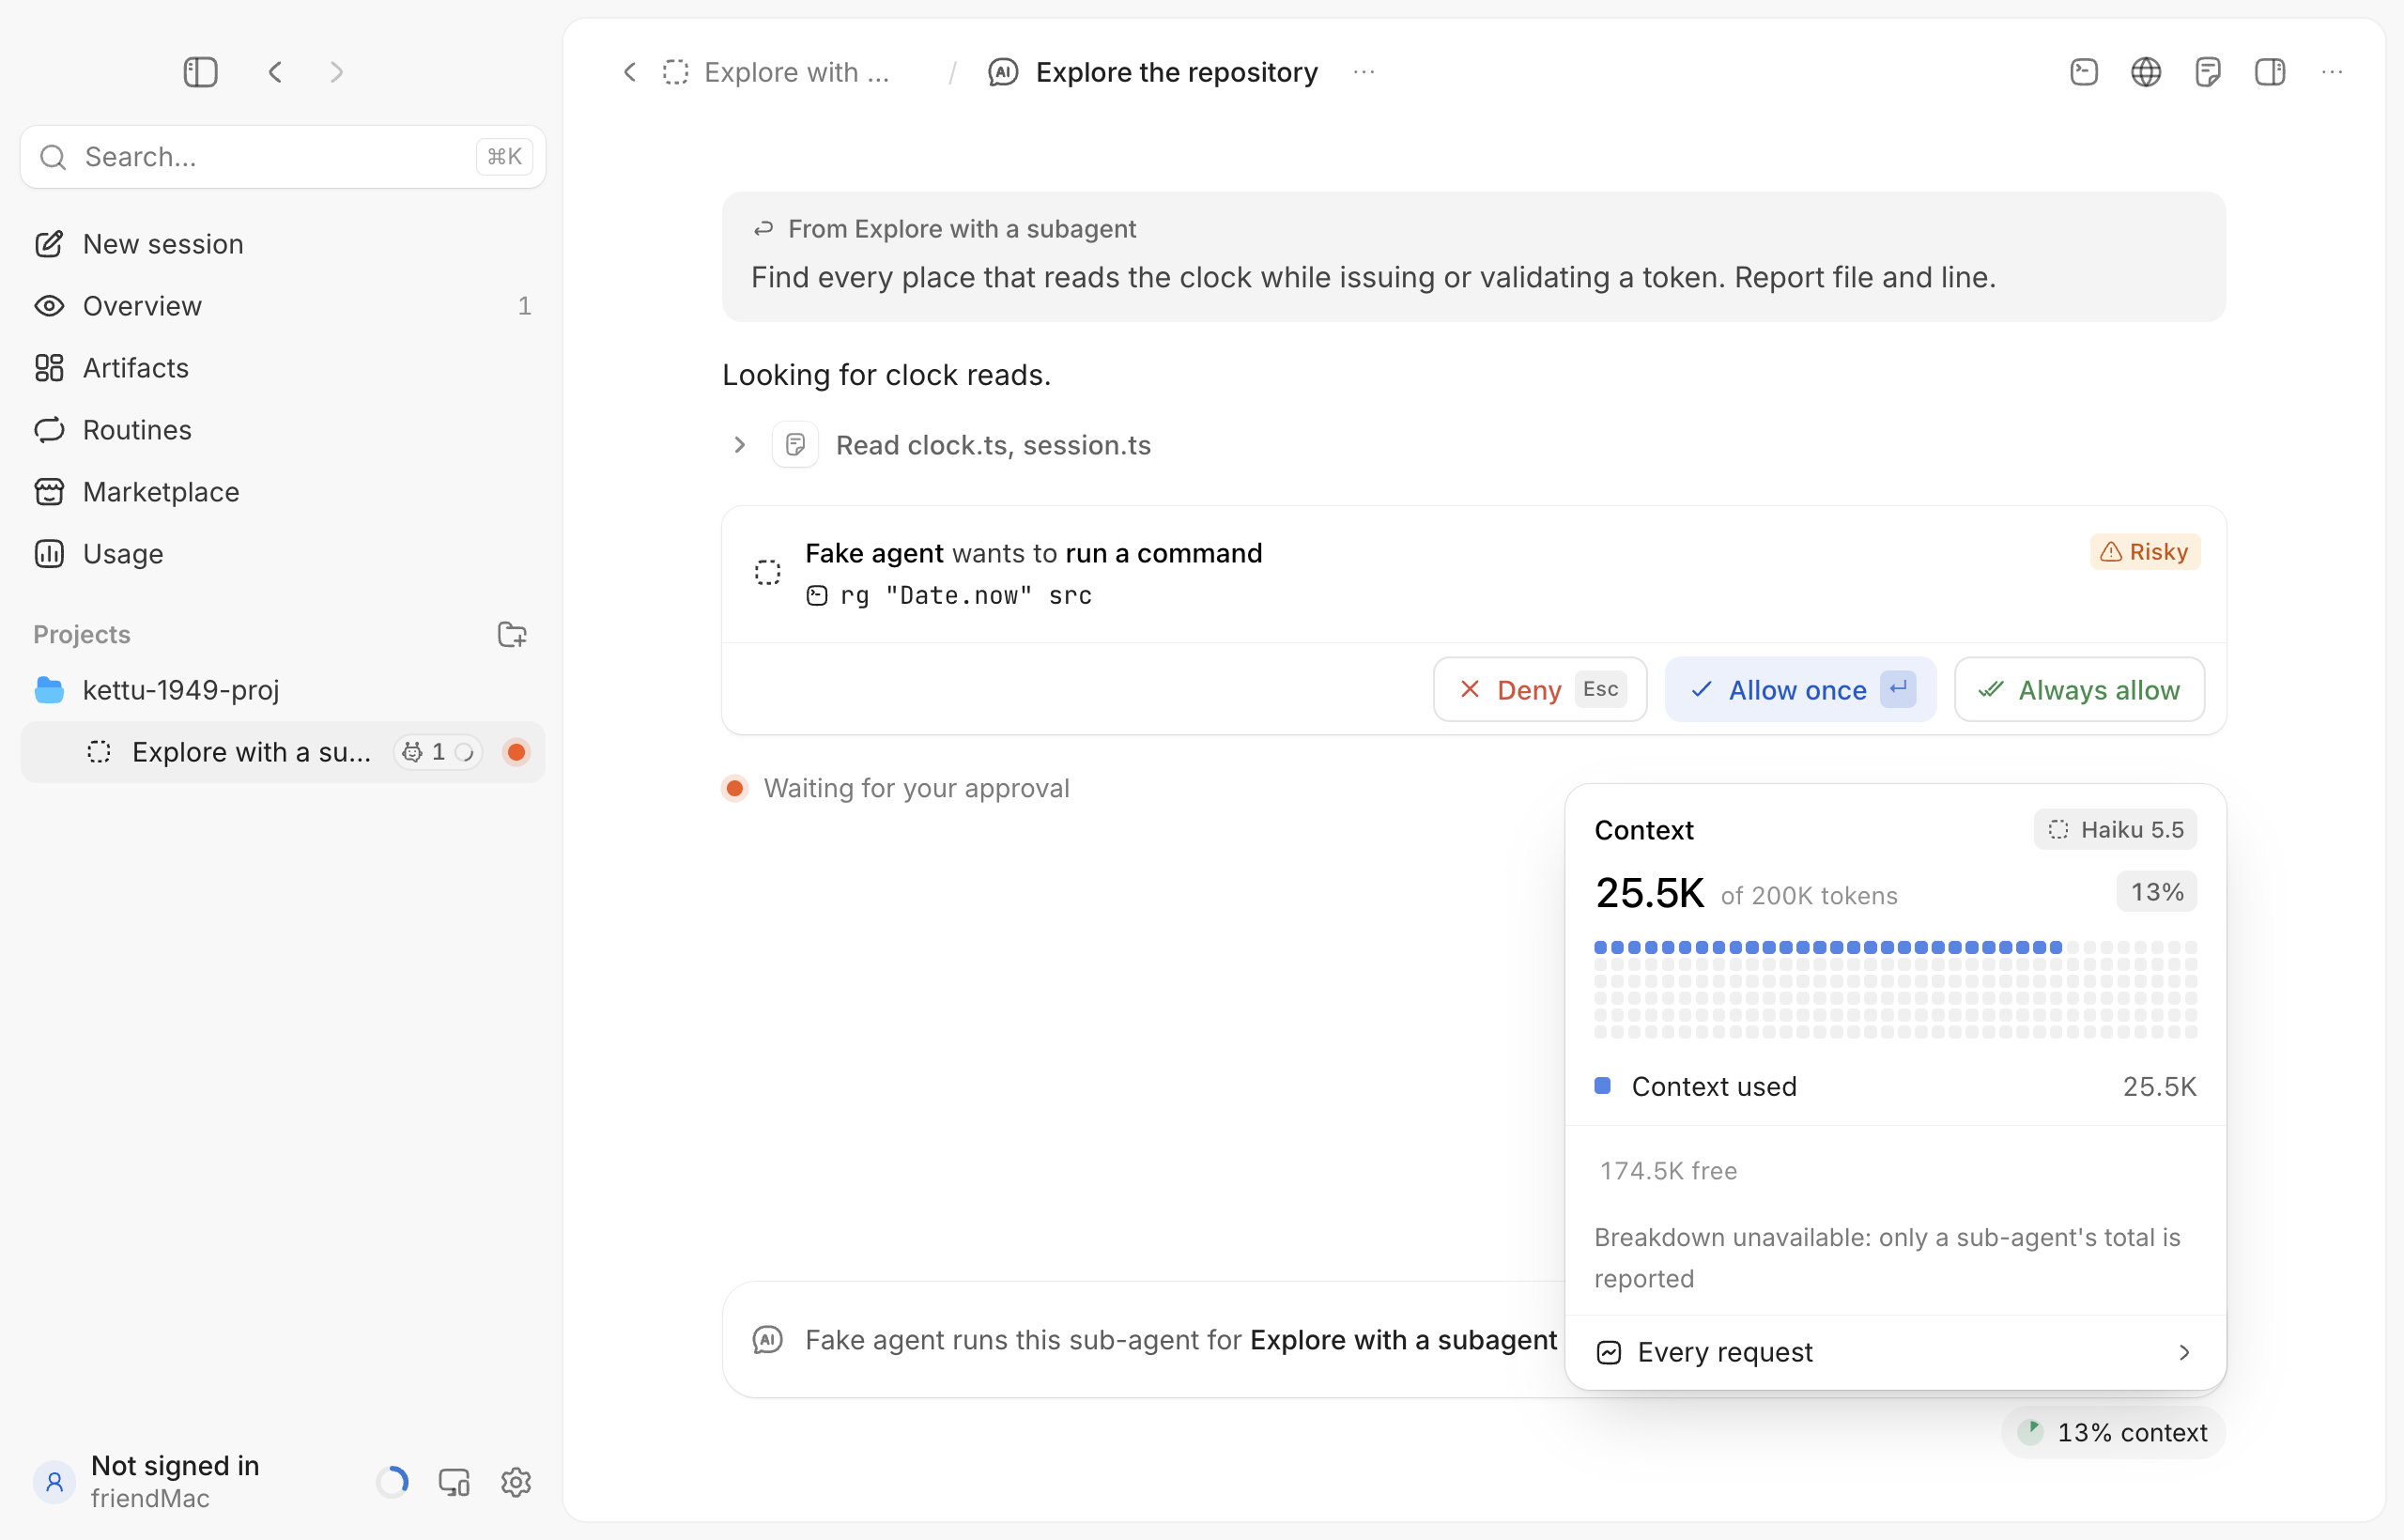 Search...
⌘K
New session
Overview
1
Artifacts
Routines
Marketplace
Usage
Projects
kettu-1949-proj
Explore with a su...
1
Not signed in
friendMac
Explore with ...
/
AI
Explore the repository
From Explore with a subagent
Find every place that reads the clock while issuing or validating a token. Report file and line.
Looking for clock reads.
Read clock.ts, session.ts
Fake agent wants to run a command
Risky
rg "Date.now" src
Deny
Esc
Allow once
Always allow
Waiting for your approval
Context
Haiku 5.5
25.5K of 200K tokens
13%
Context used
25.5K
174.5K free
Breakdown unavailable: only a sub-agent's total is
reported
Every request
AI
Fake agent runs this sub-agent for Explore with a subagent
13% context